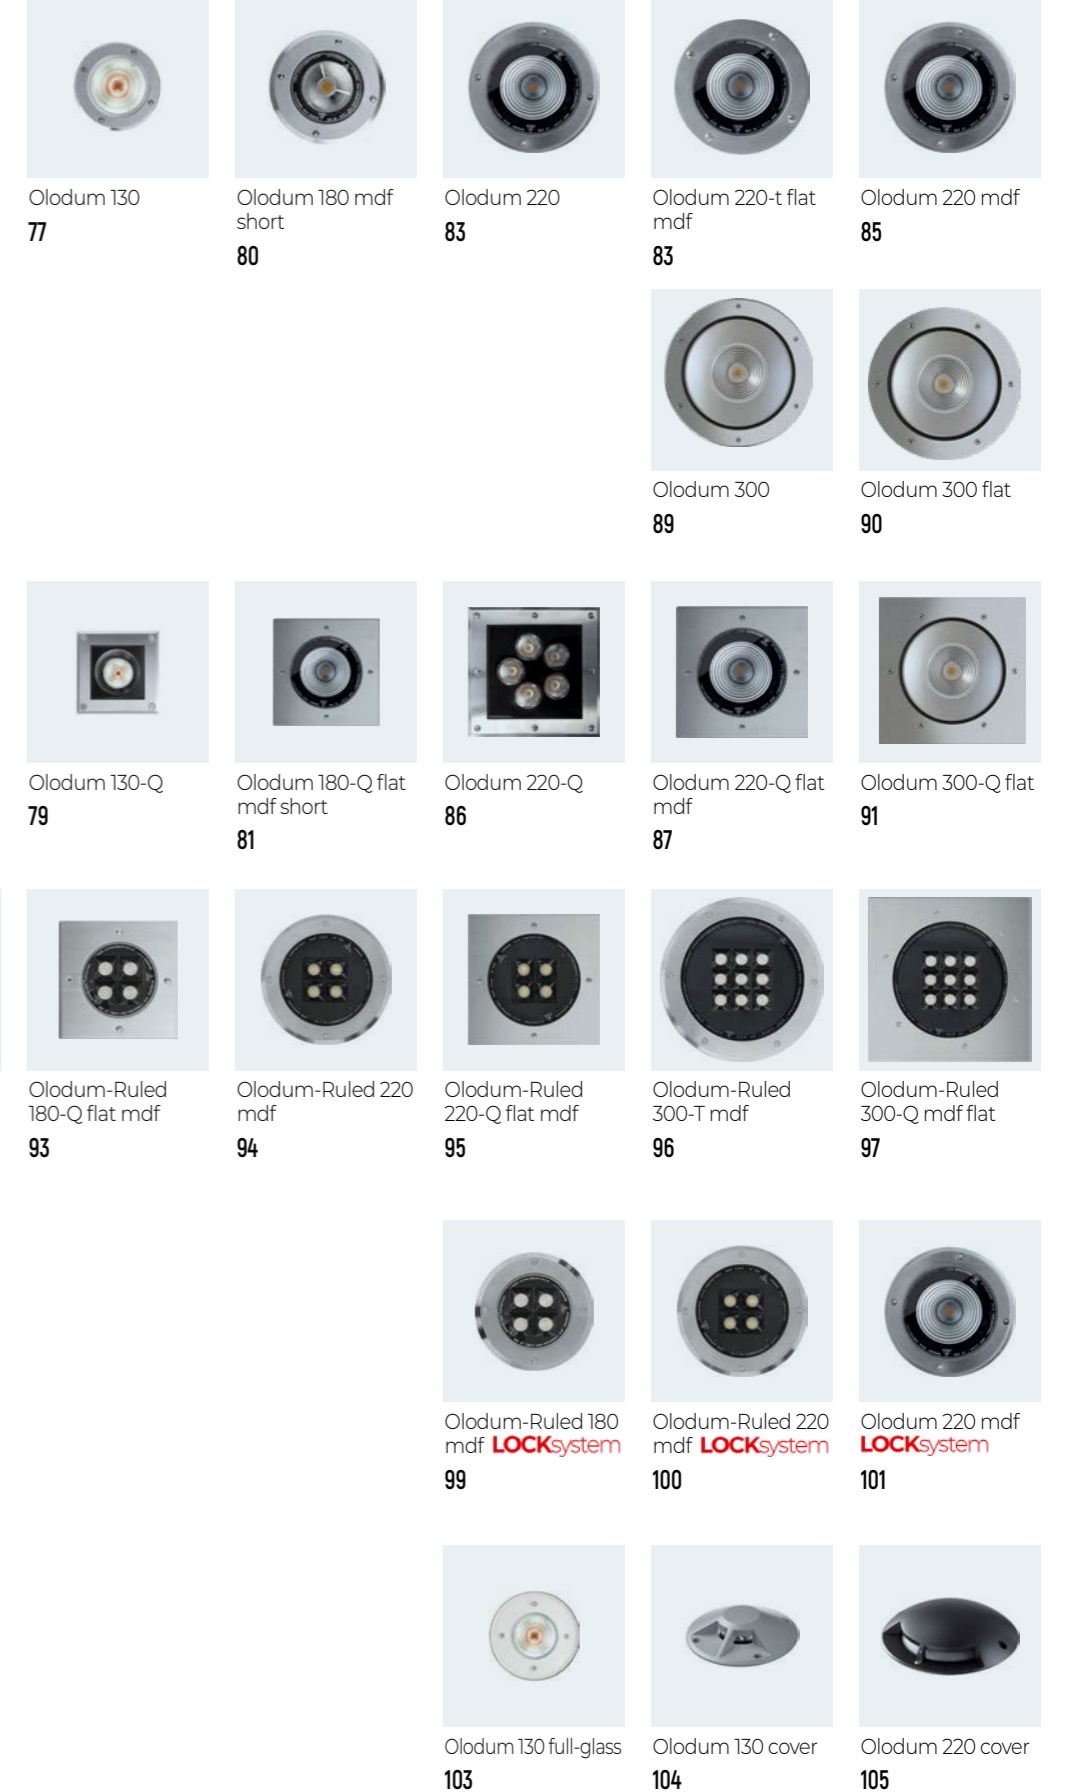 Olodum 130
77
Olodum 180 mdf
short
80
Olodum 220
83
Olodum 220-t flat
mdf
83
Olodum 220 mdf
85
Olodum 300
89
Olodum 300 flat
90
Olodum 130-Q
79
Olodum 180-Q flat
mdf short
81
Olodum 220-Q
86
Olodum 220-Q flat
mdf
87
Olodum 300-Q flat
91
Olodum-Ruled
180-Q flat mdf
93
Olodum-Ruled 220
mdf
94
Olodum-Ruled
220-Q flat mdf
95
Olodum-Ruled
300-T mdf
96
Olodum-Ruled
300-Q mdf flat
97
Olodum-Ruled 180
mdf LOCKsystem
99
Olodum-Ruled 220
mdf LOCKsystem
100
Olodum 220 mdf
LOCKsystem
101
Olodum 130 full-glass
103
Olodum 130 cover
104
Olodum 220 cover
105